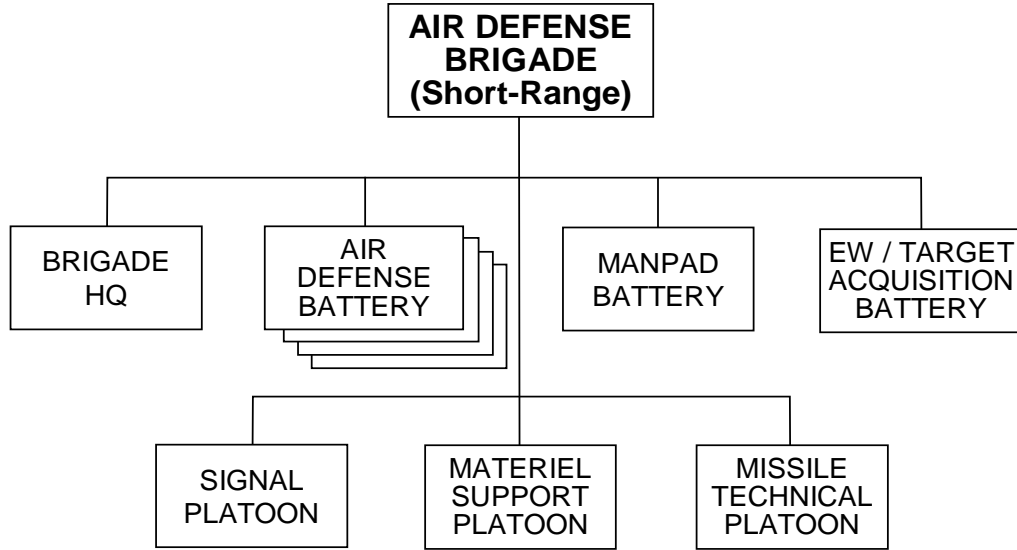 AIR DEFENSE
BRIGADE
(Short-Range)
BRIGADE
HQ
AIR
DEFENSE
BATTERY
MANPAD
BATTERY
EW / TARGET
ACQUISITION
BATTERY
SIGNAL
PLATOON
MATERIEL
SUPPORT
PLATOON
MISSILE
TECHNICAL
PLATOON